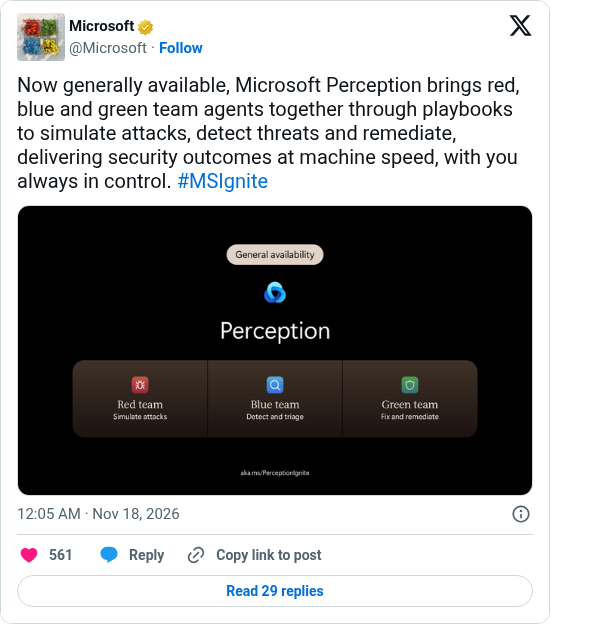 Microsoft
@Microsoft · Follow
Now generally available, Microsoft Perception brings red,
blue and green team agents together through playbooks
to simulate attacks, detect threats and remediate,
delivering security outcomes at machine speed, with you
always in control. #MSIgnite
General availability
Perception
Red team
Simulate attacks
Blue team
Detect and triage
Green team
Fix and remediate
aka.ms/PerceptionIgnite
12:05 AM · Nov 18, 2026
561 Reply Copy link to post
Read 29 replies